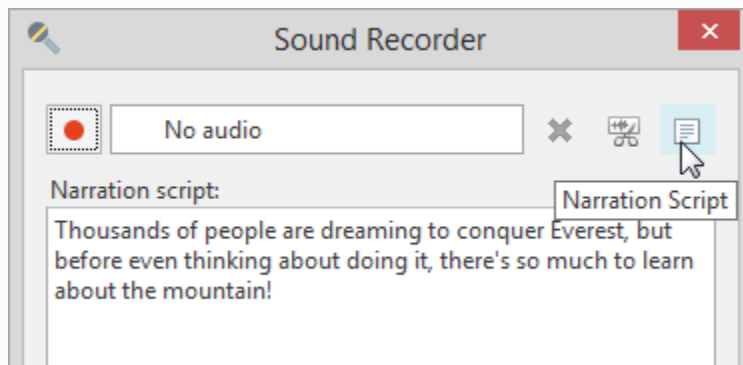 Sound Recorder
No audio
Narration script:
Narration Script
Thousands of people are dreaming to conquer Everest, but
before even thinking about doing it, there's so much to learn
about the mountain!